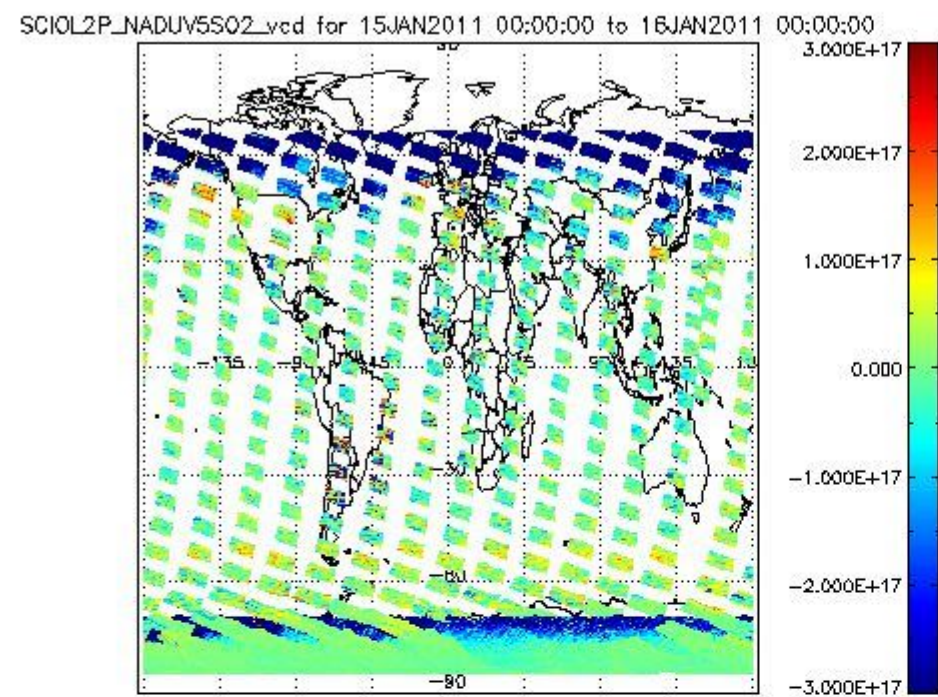 SCIOL2P_NADUV5SO2_vcd for 15JAN2011 00:00:00 to 16JAN2011 00:00:00
3.000E+17
2.000E+17
1.000E+17
0.000
-1.000E+17
-2.000E+17
-3.000E+17
-135
-45
0
-30
-60
-90